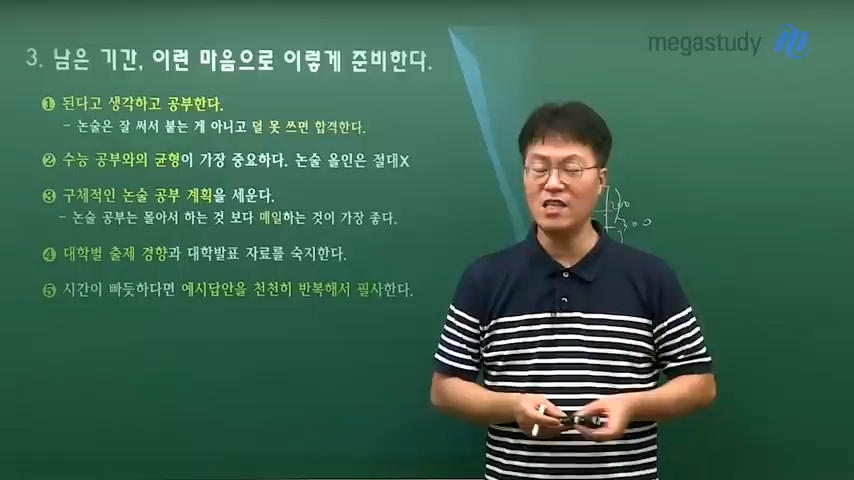 megastudy
3. 남은 기간, 이런 마음으로 이렇게 준비한다.
❶ 된다고 생각하고 공부한다.
- 논술은 잘 써서 붙는 게 아니고 덜 못 쓰면 합격한다.
❷ 수능 공부와의 균형이 가장 중요하다. 논술 올인은 절대X
❸ 구체적인 논술 공부 계획을 세운다.
- 논술 공부는 몰아서 하는 것 보다 매일하는 것이 가장 좋다.
❹ 대학별 출제 경향과 대학발표 자료를 숙지한다.
❺ 시간이 빠듯하다면 예시답안을 천천히 반복해서 필사한다.